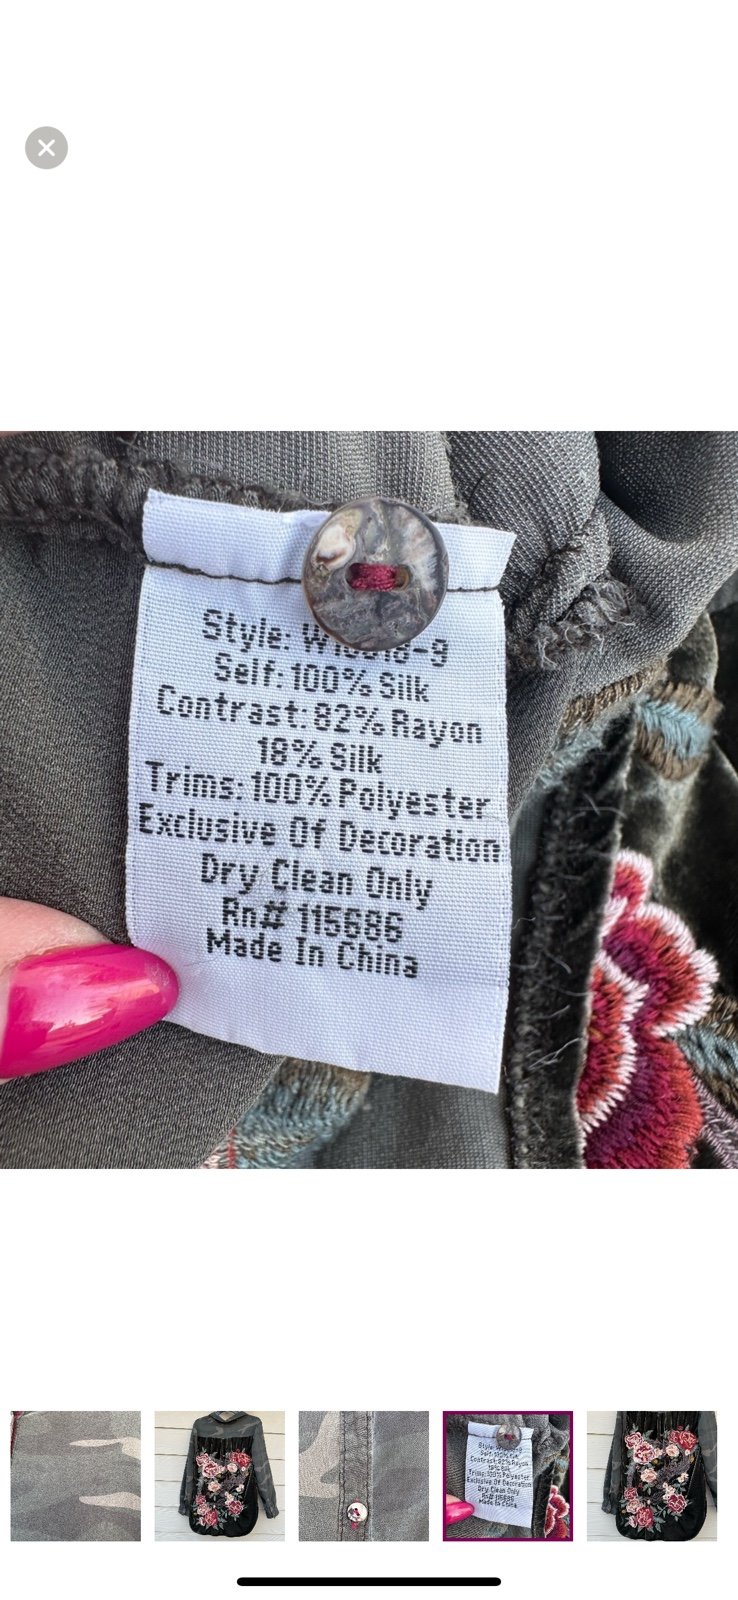 Style:
Self: 100% Silk
Contrast: 82% Rayon
18% Silk
Trims: 100% Polyester
Exclusive Of Decoration
Dry Clean Only
Rn# 115686
Made In China